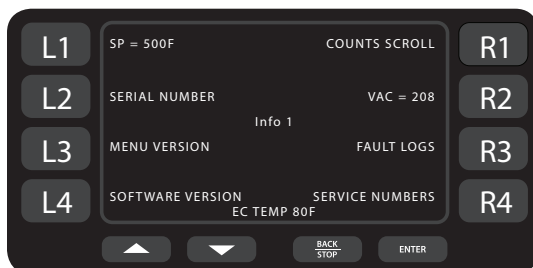 L1 SP = 500F COUNTS SCROLL R1
L2 SERIAL NUMBER VAC = 208 R2
Info 1
L3 MENU VERSION FAULT LOGS R3
L4 SOFTWARE VERSION SERVICE NUMBERS R4
EC TEMP 80F
BACK
STOP
ENTER